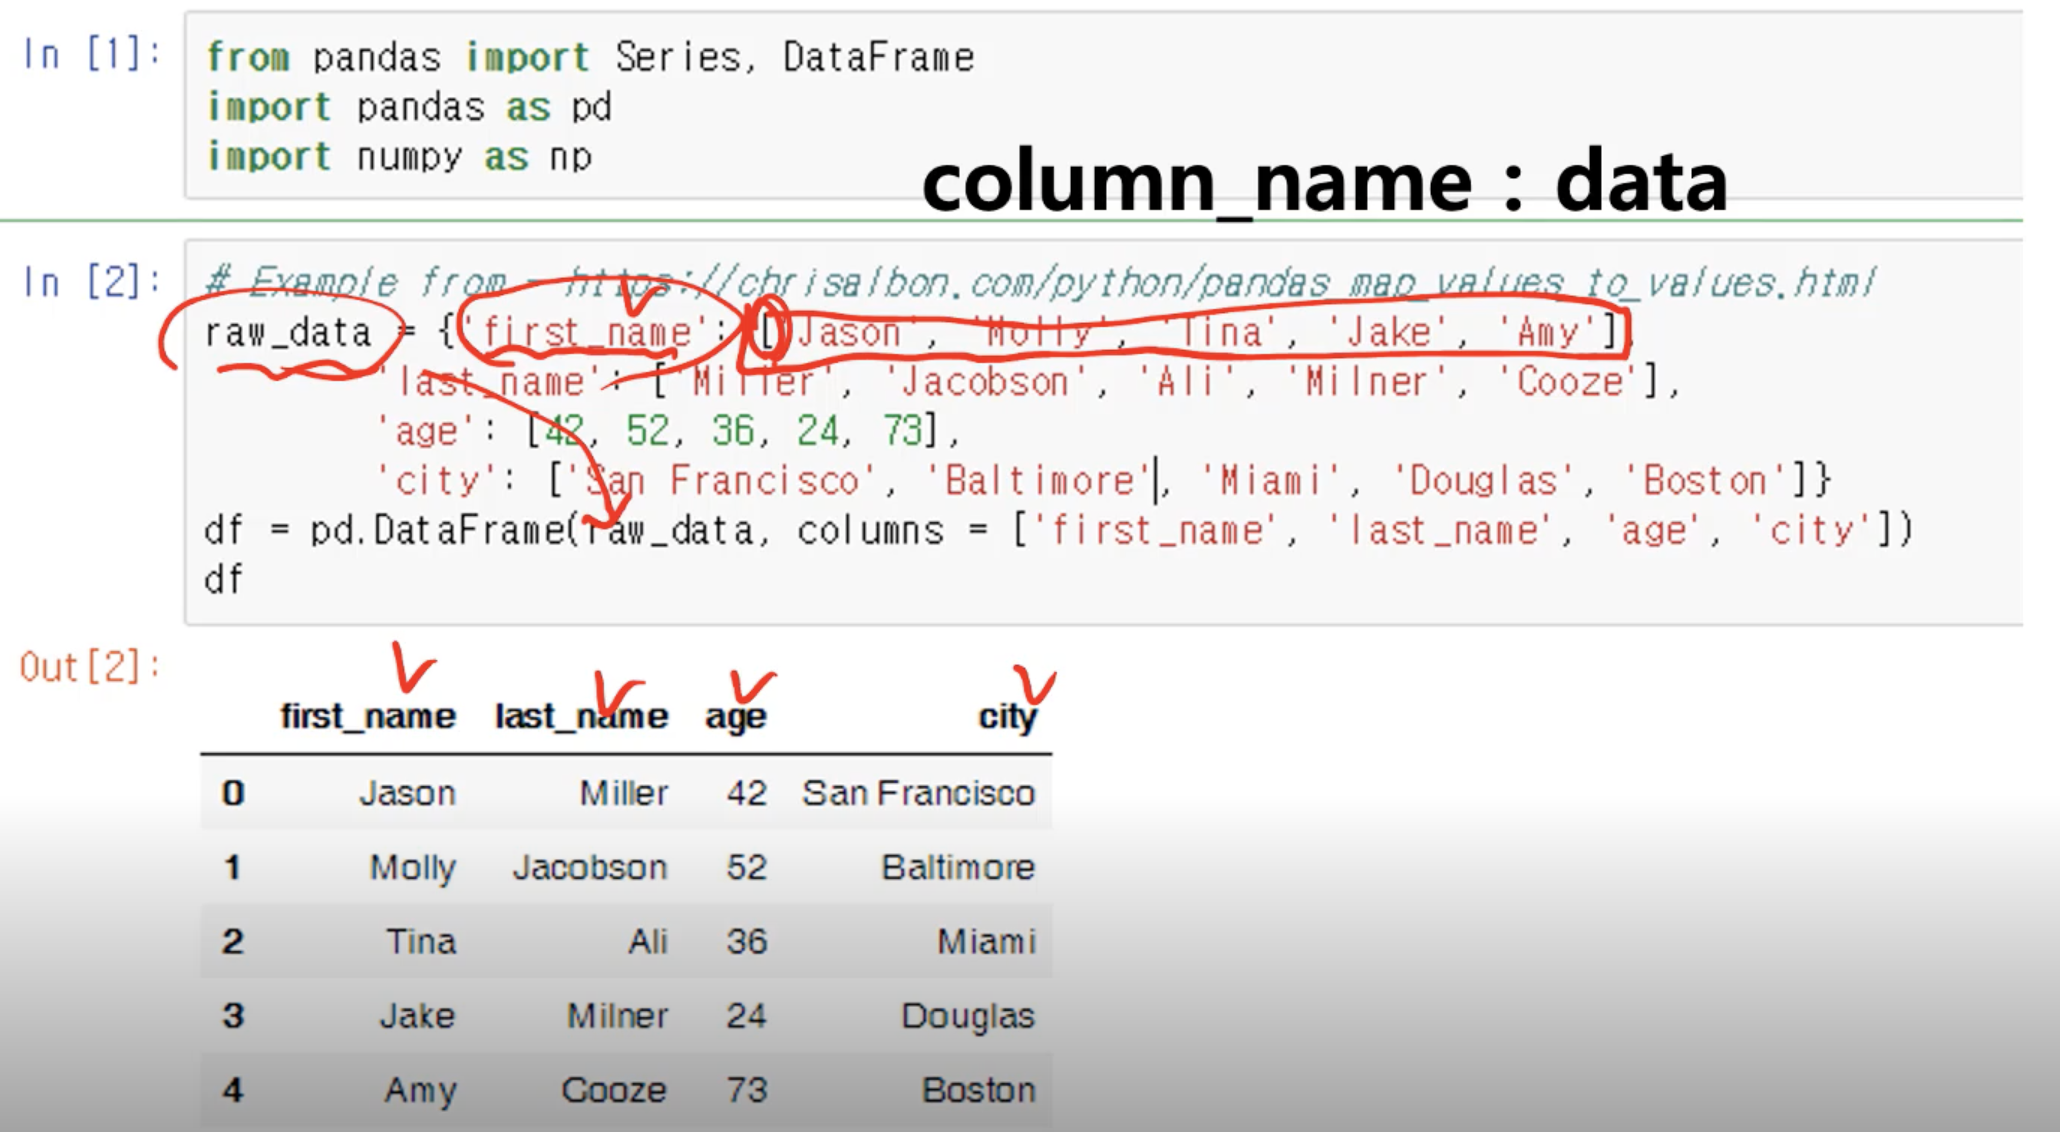 In [1]:
from pandas import Series, DataFrame
import pandas as pd
import numpy as np
column_name : data
In [2]:
# Example from - https://chrisalbon.com/python/pandas_map_values_to_values.html
raw_data = {'first_name': ['Jason', 'Molly', 'Tina', 'Jake', 'Amy'],
'last_name': ['Miller', 'Jacobson', 'Ali', 'Milner', 'Cooze'],
'age': [42, 52, 36, 24, 73],
'city': ['San Francisco', 'Baltimore', 'Miami', 'Douglas', 'Boston']}
df = pd.DataFrame(raw_data, columns = ['first_name', 'last_name', 'age', 'city'])
df
Out[2]:
first_name last_name age city
0 Jason Miller 42 San Francisco
1 Molly Jacobson 52 Baltimore
2 Tina Ali 36 Miami
3 Jake Milner 24 Douglas
4 Amy Cooze 73 Boston